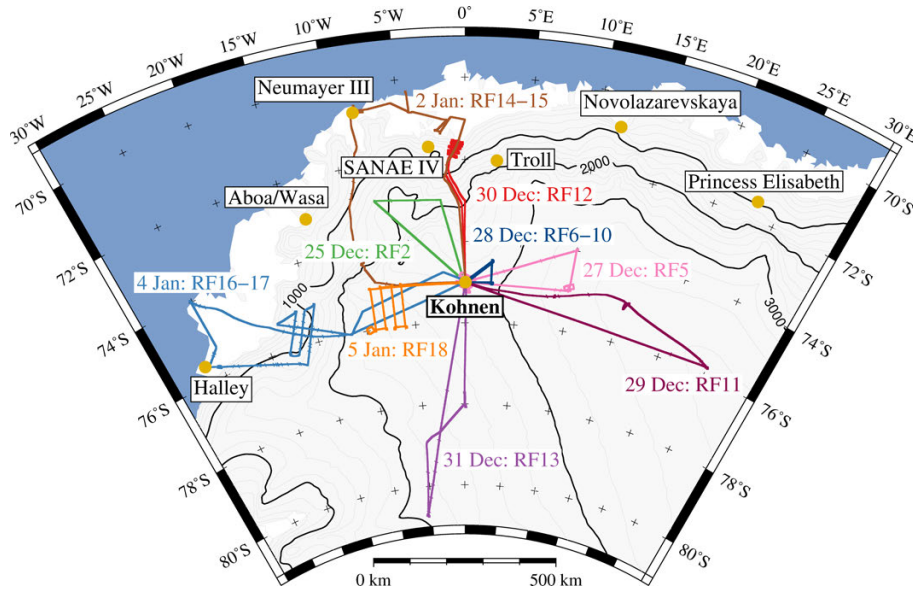 30°W
25°W
20°W
15°W
10°W
5°W
0°
5°E
10°E
15°E
20°E
25°E
30°E
Neumayer III
2 Jan: RF14−15
Novolazarevskaya
70°S
70°S
SANAE IV
Troll
2000
Princess Elisabeth
Aboa/Wasa
30 Dec: RF12
72°S
72°S
25 Dec: RF2
28 Dec: RF6−10
27 Dec: RF5
3000
4 Jan: RF16−17
1000
Kohnen
74°S
74°S
5 Jan: RF18
Halley
29 Dec: RF11
76°S
76°S
31 Dec: RF13
78°S
78°S
80°S
80°S
0 km
500 km